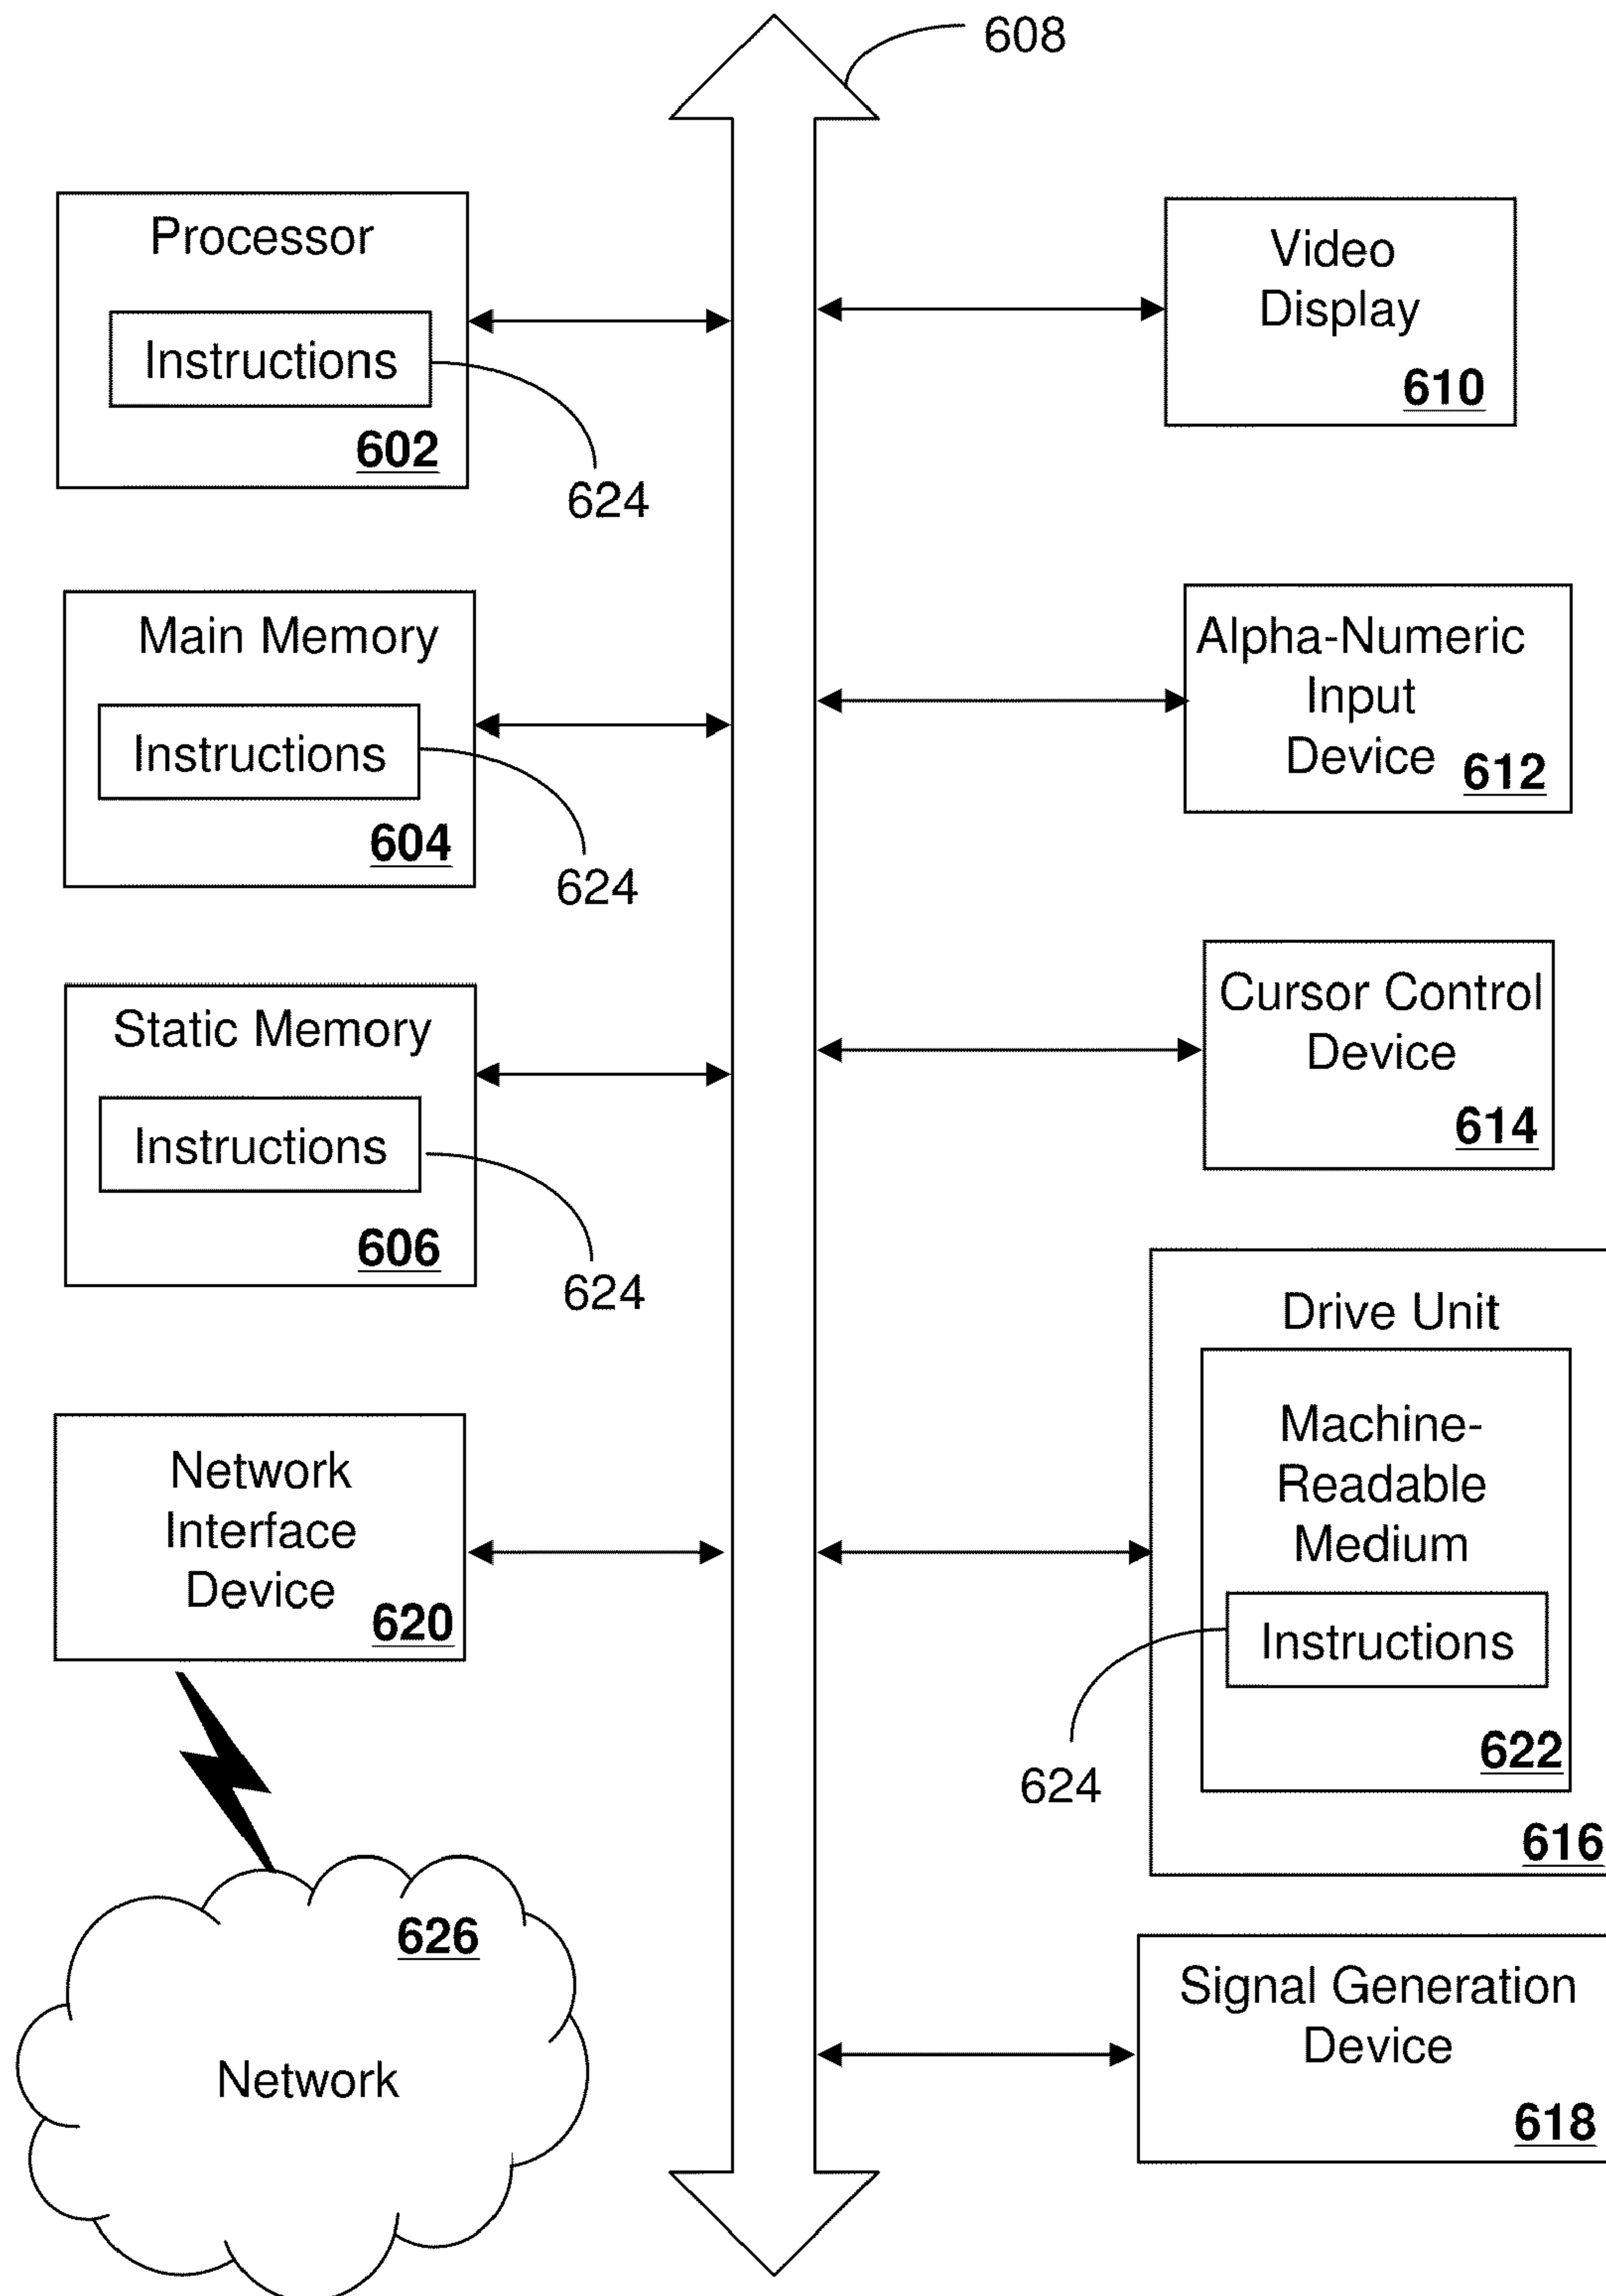 608
Processor
Instructions
602
624
Main Memory
Instructions
604
624
Static Memory
Instructions
606
624
Network
Interface
Device
620
626
Network
Video
Display
610
Alpha-Numeric
Input
Device
612
Cursor Control
Device
614
Drive Unit
Machine-
Readable
Medium
Instructions
624
622
616
Signal Generation
Device
618